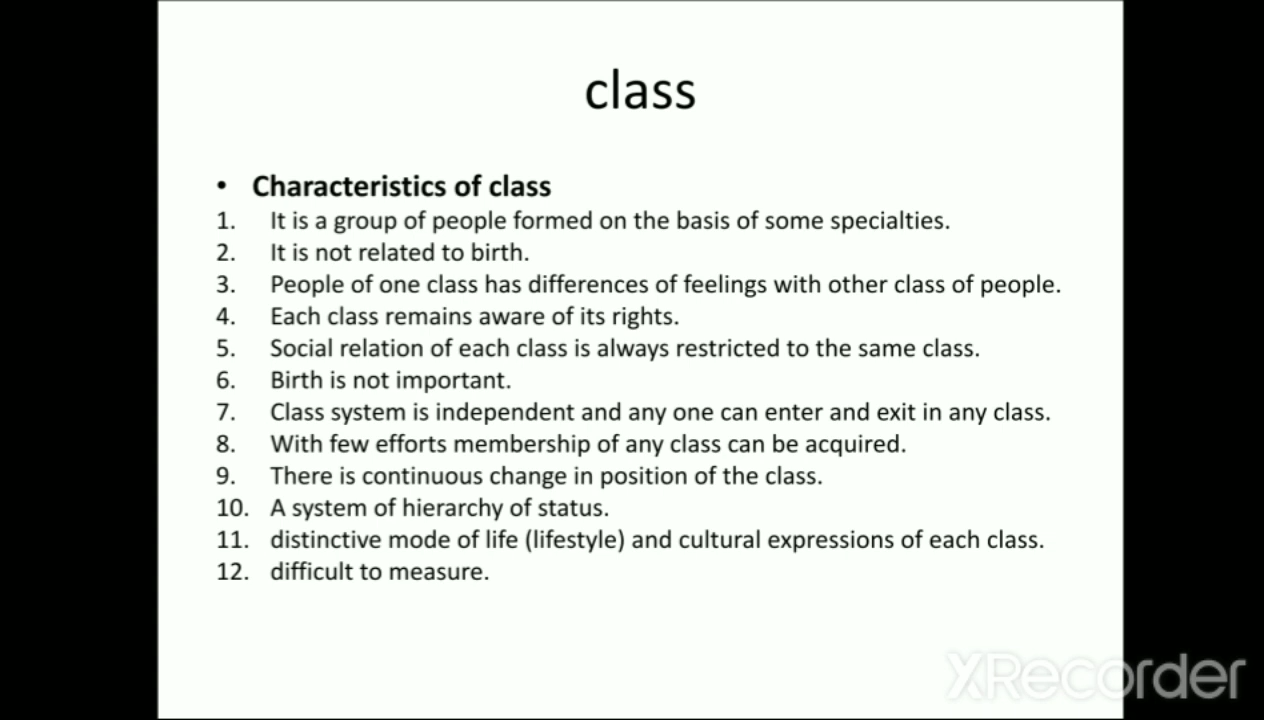 class
• Characteristics of class
1. It is a group of people formed on the basis of some specialties.
2. It is not related to birth.
3. People of one class has differences of feelings with other class of people.
4. Each class remains aware of its rights.
5. Social relation of each class is always restricted to the same class.
6. Birth is not important.
7. Class system is independent and any one can enter and exit in any class.
8. With few efforts membership of any class can be acquired.
9. There is continuous change in position of the class.
10. A system of hierarchy of status.
11. distinctive mode of life (lifestyle) and cultural expressions of each class.
12. difficult to measure.
XRecorder